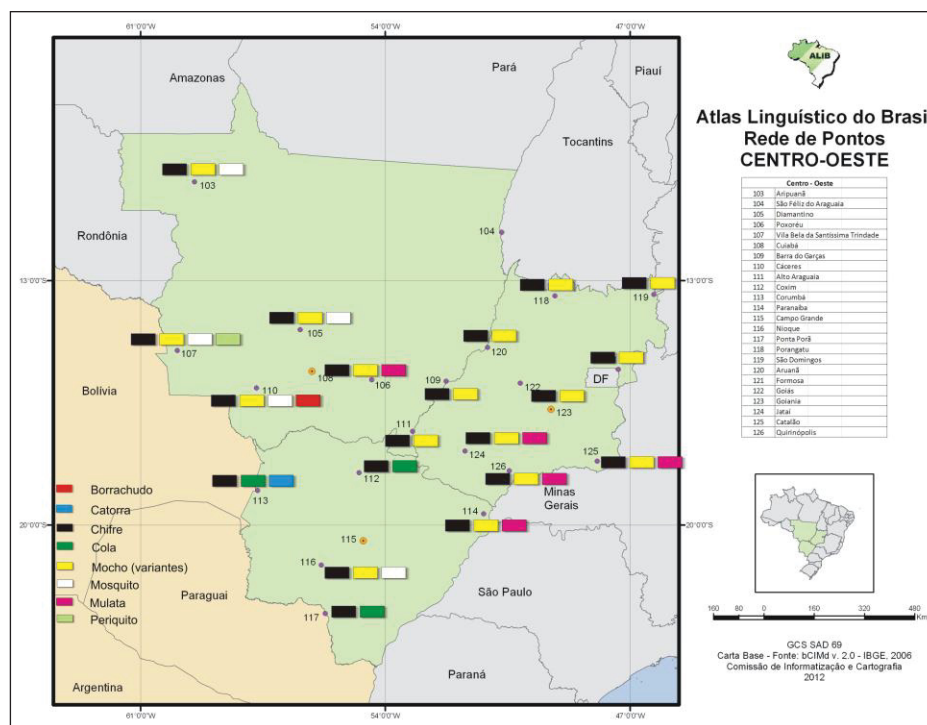 61°0'0"W
54°0'0"W
47°0'0"W
Amazonas
Pará
Piauí
Tocantins
Rondônia
Bolívia
Paraguai
Argentina
DF
Minas
Gerais
São Paulo
Paraná
13°0'0"S
13°0'0"S
20°0'0"S
20°0'0"S
103
104
105
106
107
108
109
110
111
112
113
114
115
116
117
118
119
120
122
123
124
125
126
Borrachudo
Catorra
Chifre
Cola
Mocho (variantes)
Mosquito
Mulata
Periquito
61°0'0"W
54°0'0"W
47°0'0"W
ALiB
Atlas Linguístico do Brasi
Rede de Pontos
CENTRO-OESTE
Centro - Oeste
103 Aripuanã
104 São Féliz do Araguaia
105 Diamantino
106 Poxoréu
107 Vila Bela da Santíssima Trindade
108 Cuiabá
109 Barra do Garças
110 Cáceres
111 Alto Araguaia
112 Coxim
113 Corumbá
114 Paranaíba
115 Campo Grande
116 Nioque
117 Ponta Porã
118 Porangatu
119 São Domingos
120 Aruanã
121 Formosa
122 Goiás
123 Goiania
124 Jataí
125 Catalão
126 Quirinópolis
160 80 0 160 320 480
Km
GCS SAD 69
Carta Base - Fonte: bCIMd v. 2.0 - IBGE, 2006
Comissão de Informatização e Cartografia
2012